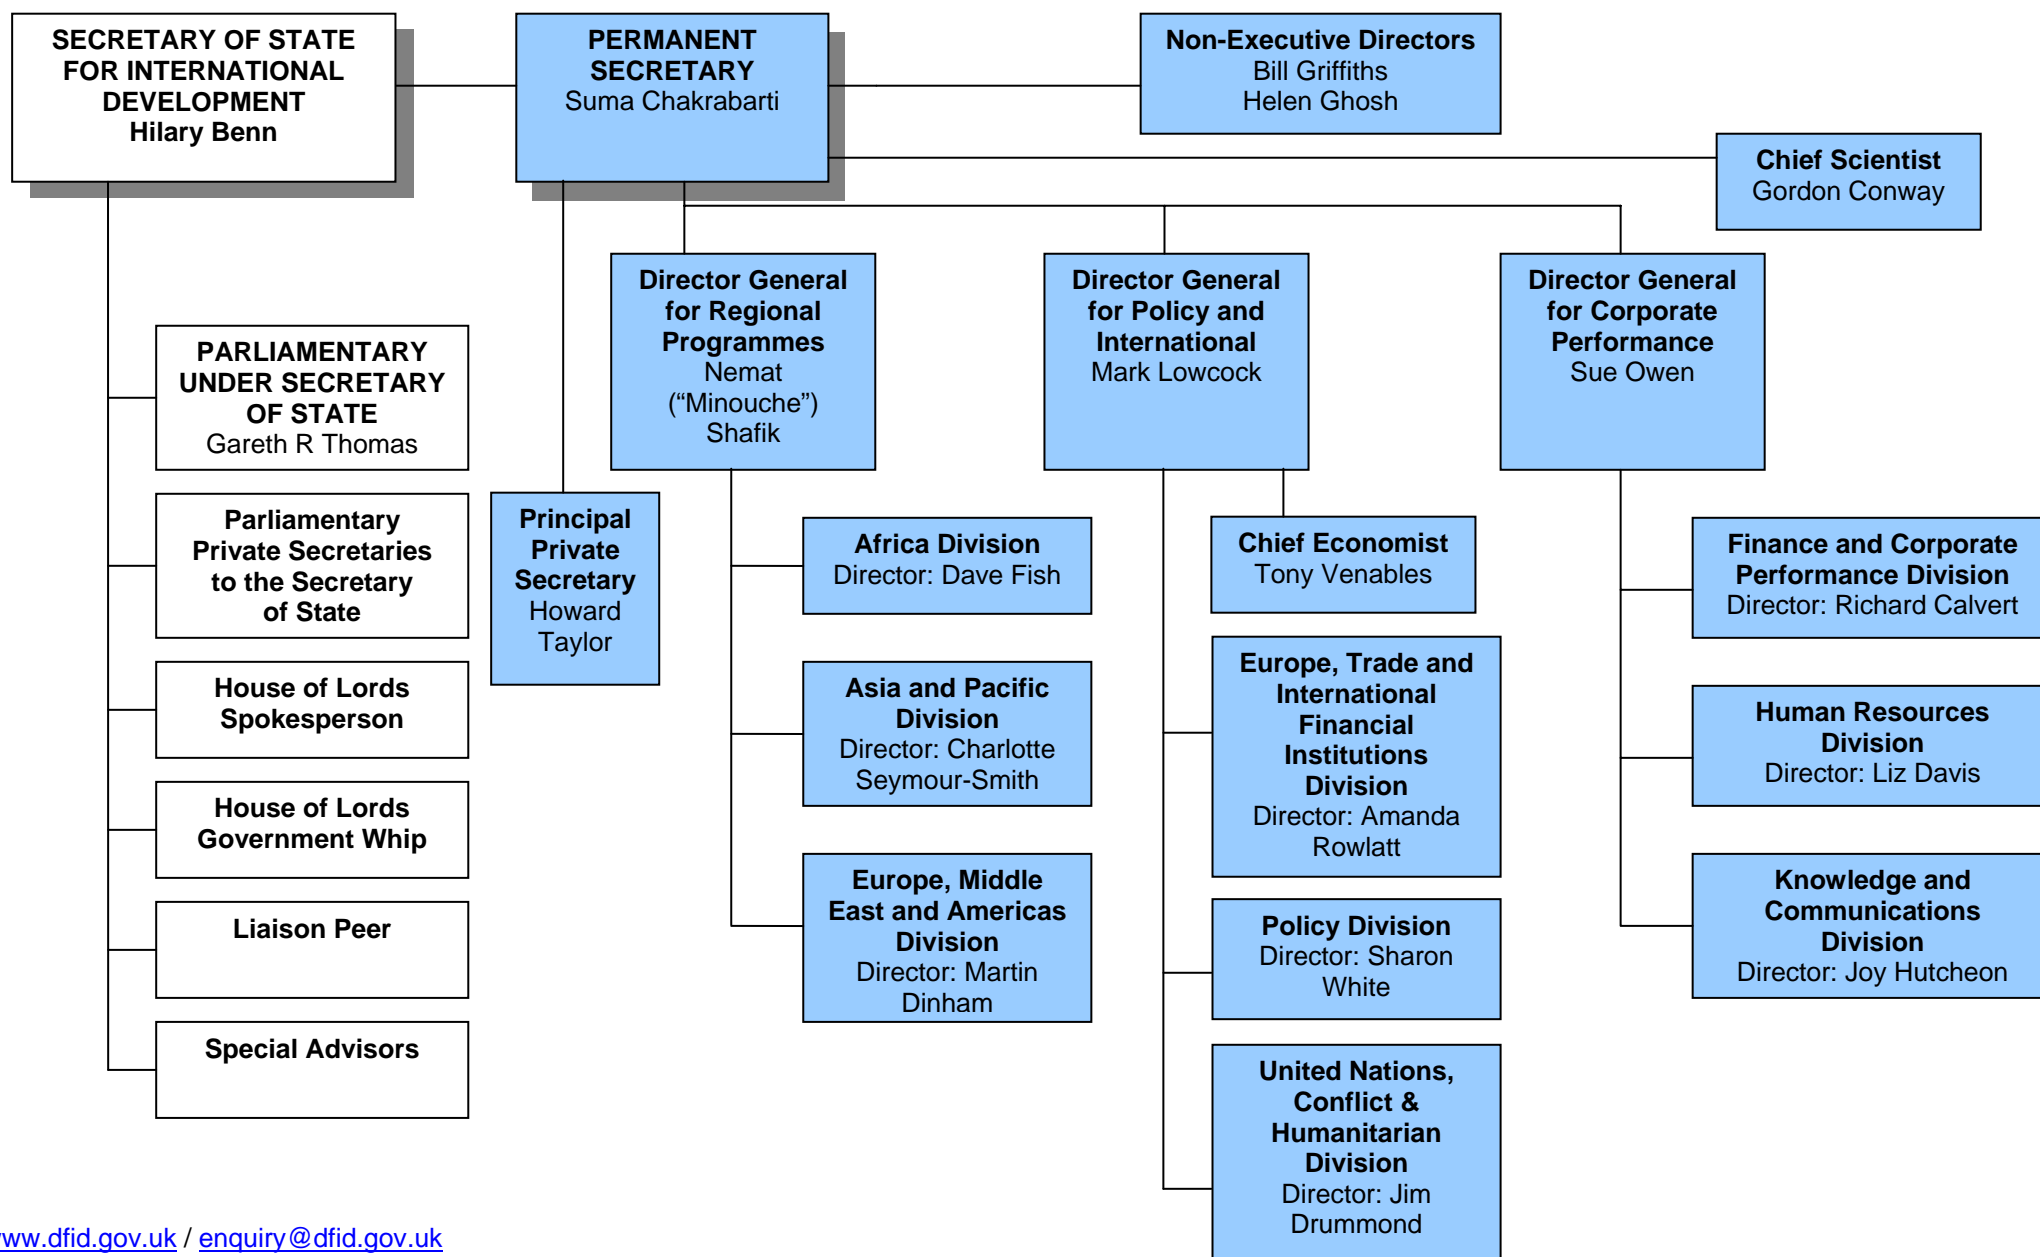 SECRETARY OF STATE
FOR INTERNATIONAL
DEVELOPMENT
Hilary Benn
PERMANENT
SECRETARY
Suma Chakrabarti
Non-Executive Directors
Bill Griffiths
Helen Ghosh
Chief Scientist
Gordon Conway
PARLIAMENTARY
UNDER SECRETARY
OF STATE
Gareth R Thomas
Parliamentary
Private Secretaries
to the Secretary
of State
House of Lords
Spokesperson
House of Lords
Government Whip
Liaison Peer
Special Advisors
Principal
Private
Secretary
Howard
Taylor
Director General
for Regional
Programmes
Nemat
(“Minouche”)
Shafik
Africa Division
Director: Dave Fish
Asia and Pacific
Division
Director: Charlotte
Seymour-Smith
Europe, Middle
East and Americas
Division
Director: Martin
Dinham
Director General
for Policy and
International
Mark Lowcock
Chief Economist
Tony Venables
Europe, Trade and
International
Financial
Institutions
Division
Director: Amanda
Rowlatt
Policy Division
Director: Sharon
White
United Nations,
Conflict &
Humanitarian
Division
Director: Jim
Drummond
Director General
for Corporate
Performance
Sue Owen
Finance and Corporate
Performance Division
Director: Richard Calvert
Human Resources
Division
Director: Liz Davis
Knowledge and
Communications
Division
Director: Joy Hutcheon
www.dfid.gov.uk / enquiry@dfid.gov.uk